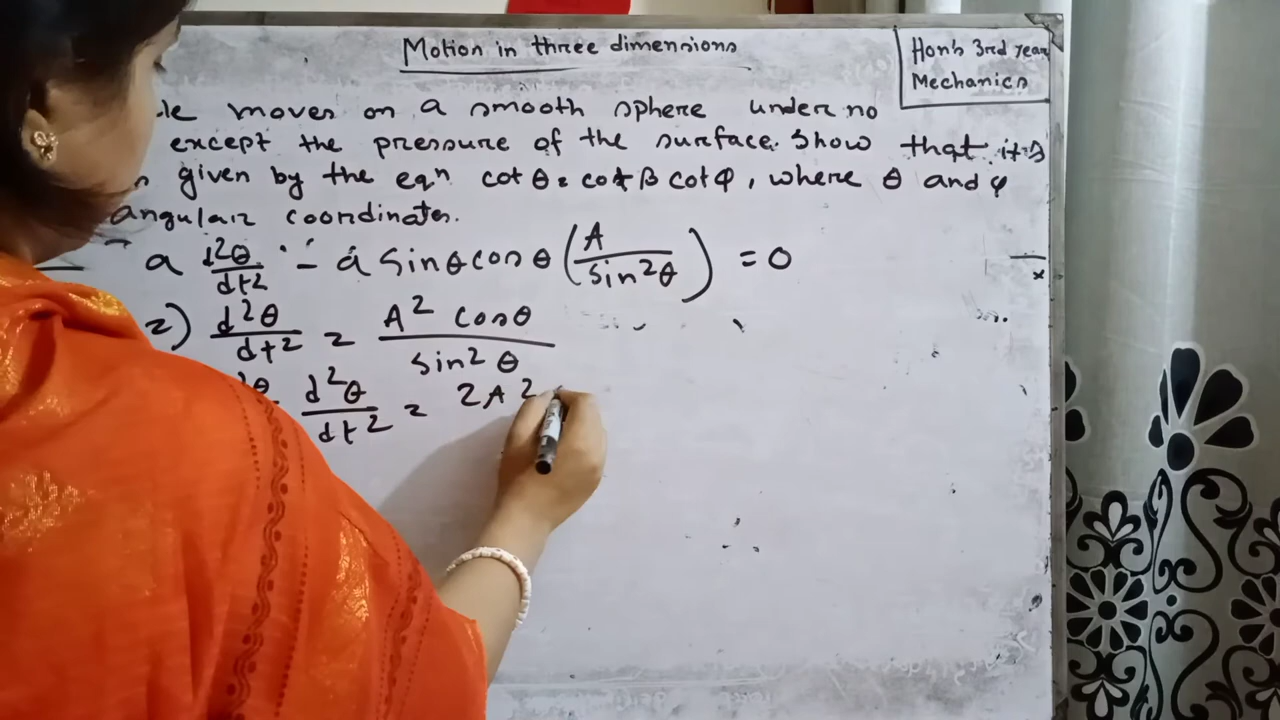 Motion in three dimensions
Hon's 3rd year
Mechanics
le moves on a smooth sphere under no
except the pressure of the surface. Show that it's
given by the eqn cot θ = cot β cot φ, where θ and φ
angular coordinates.
a d²θ/dt² - a sinθ cosθ (A/sin²θ) = 0
=) d²θ/dt² = A² cosθ / sin² θ
d²θ/dt² = 2A²